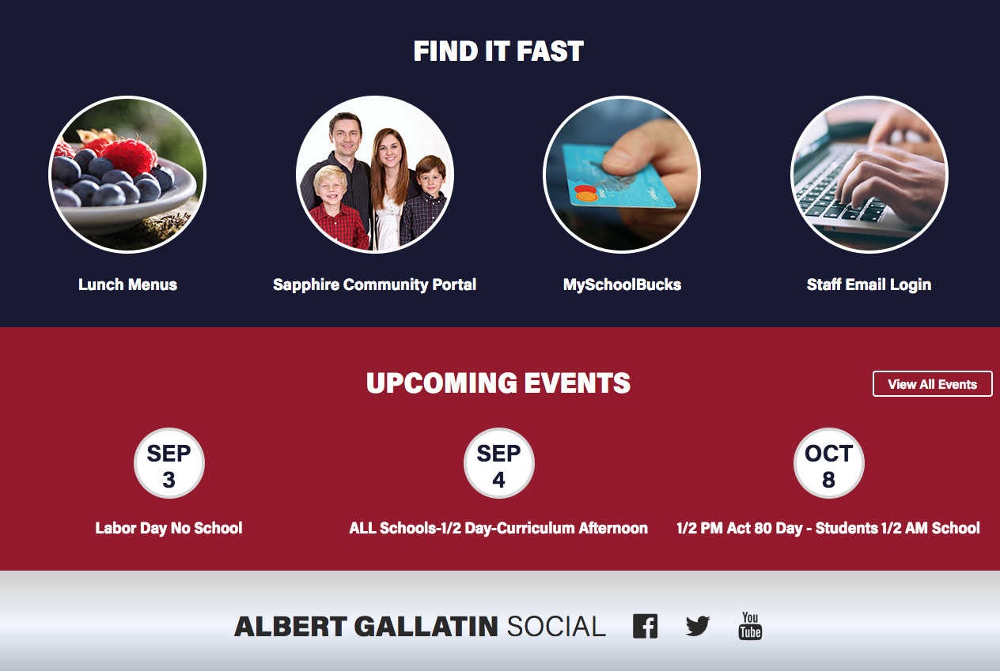 FIND IT FAST
Lunch Menus
Sapphire Community Portal
MySchoolBucks
Staff Email Login
UPCOMING EVENTS
View All Events
SEP
3
Labor Day No School
SEP
4
ALL Schools-1/2 Day-Curriculum Afternoon
OCT
8
1/2 PM Act 80 Day - Students 1/2 AM School
ALBERT GALLATIN SOCIAL
You
Tube